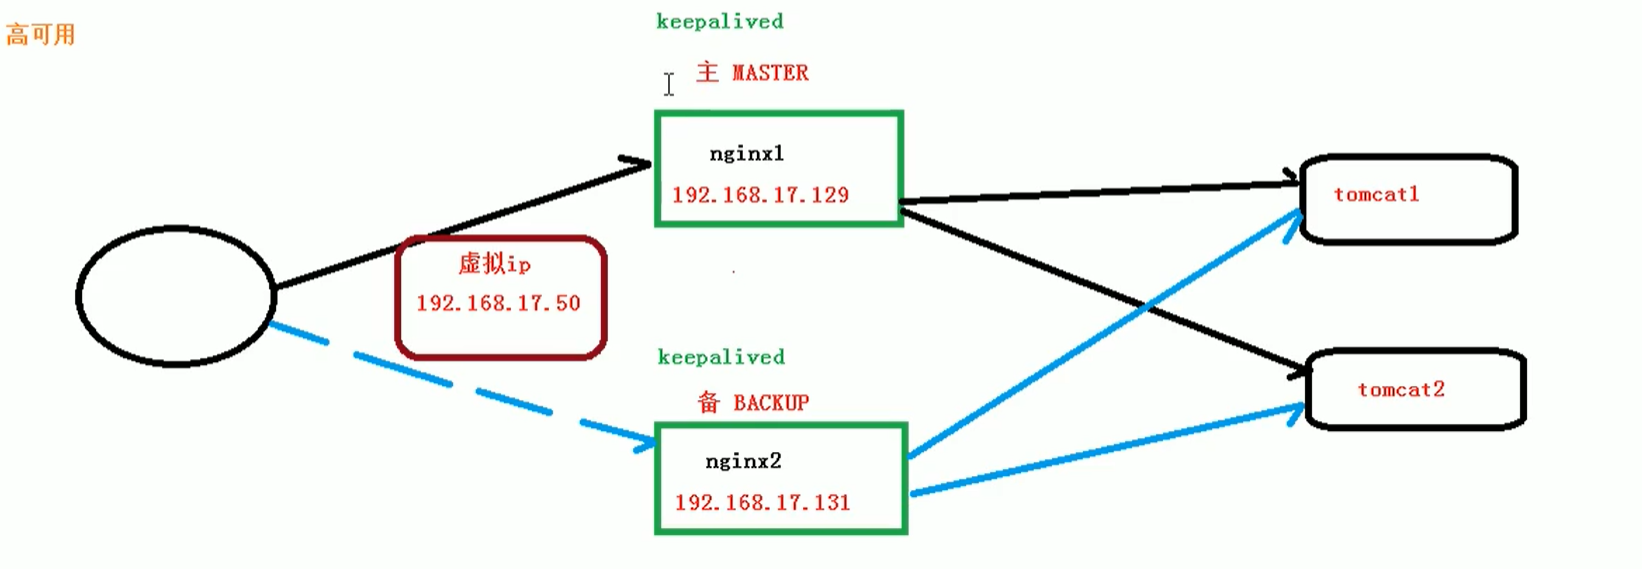 高可用
keepalived
主 MASTER
nginx1
192.168.17.129
虚拟ip
192.168.17.50
keepalived
备 BACKUP
nginx2
192.168.17.131
tomcat1
tomcat2